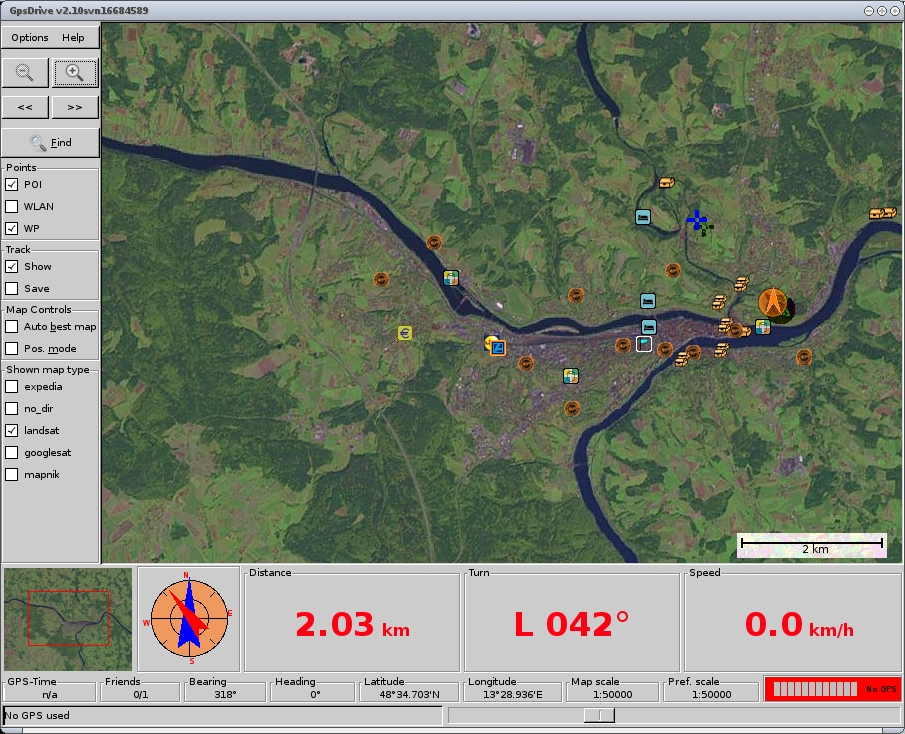 GpsDrive v2.10svn16684589
Options Help
<< >>
Find
Points
POI
WLAN
WP
Track
Show
Save
Map Controls
Auto best map
Pos. mode
Shown map type
expedia
no_dir
landsat
googlesat
mapnik
2 km
N
W E
S
Distance
2.03 km
Turn
L 042°
Speed
0.0 km/h
GPS-Time
n/a
Friends
0/1
Bearing
318°
Heading
0°
Latitude
48°34.703'N
Longitude
13°28.936'E
Map scale
1:50000
Pref. scale
1:50000
No GPS
No GPS used